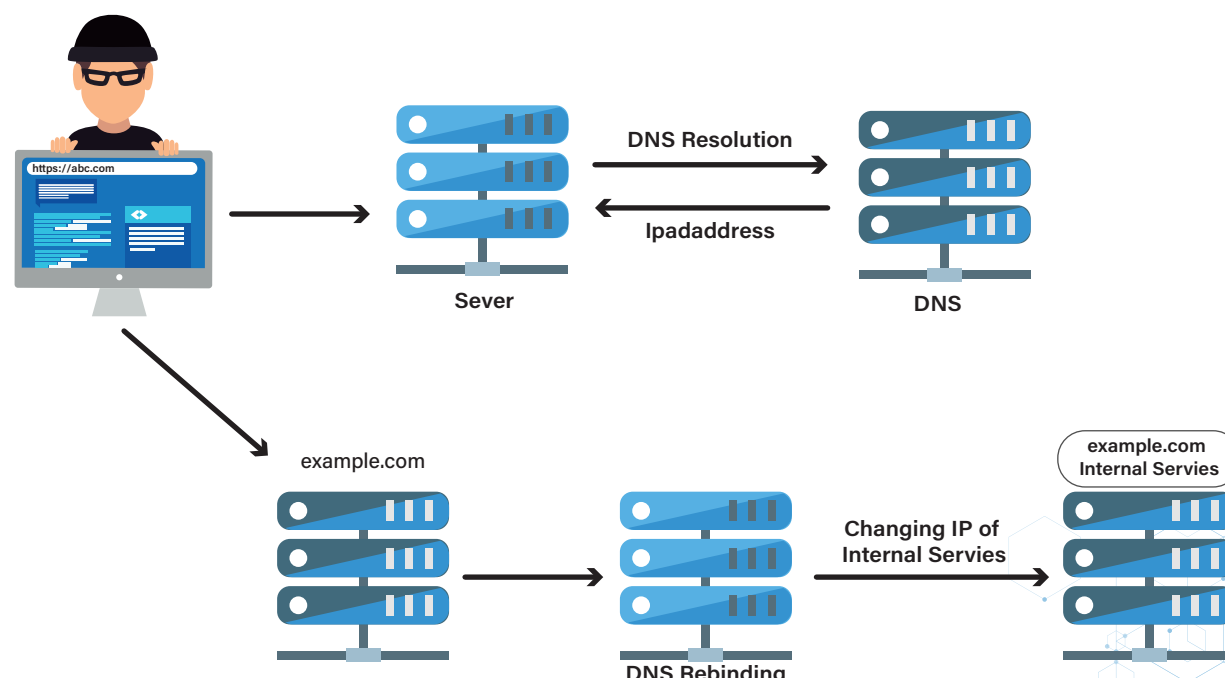 https://abc.com
DNS Resolution
Ipadaddress
Sever
DNS
example.com
example.com
Internal Servies
Changing IP of
Internal Servies
DNS Rebinding